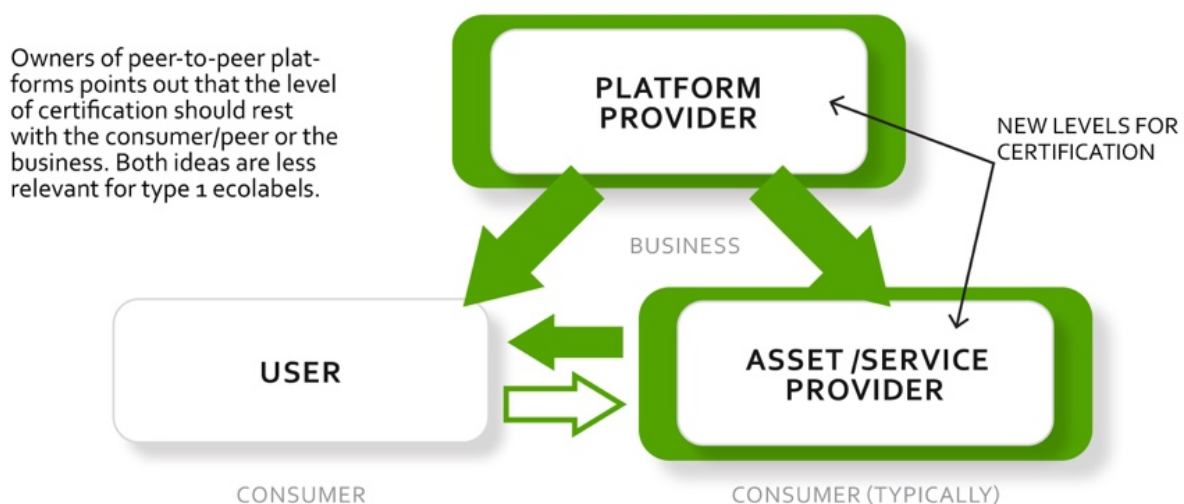 Owners of peer-to-peer plat-
forms points out that the level
of certification should rest
with the consumer/peer or the
business. Both ideas are less
relevant for type 1 ecolabels.
PLATFORM
PROVIDER
NEW LEVELS FOR
CERTIFICATION
BUSINESS
USER
ASSET /SERVICE
PROVIDER
CONSUMER
CONSUMER (TYPICALLY)